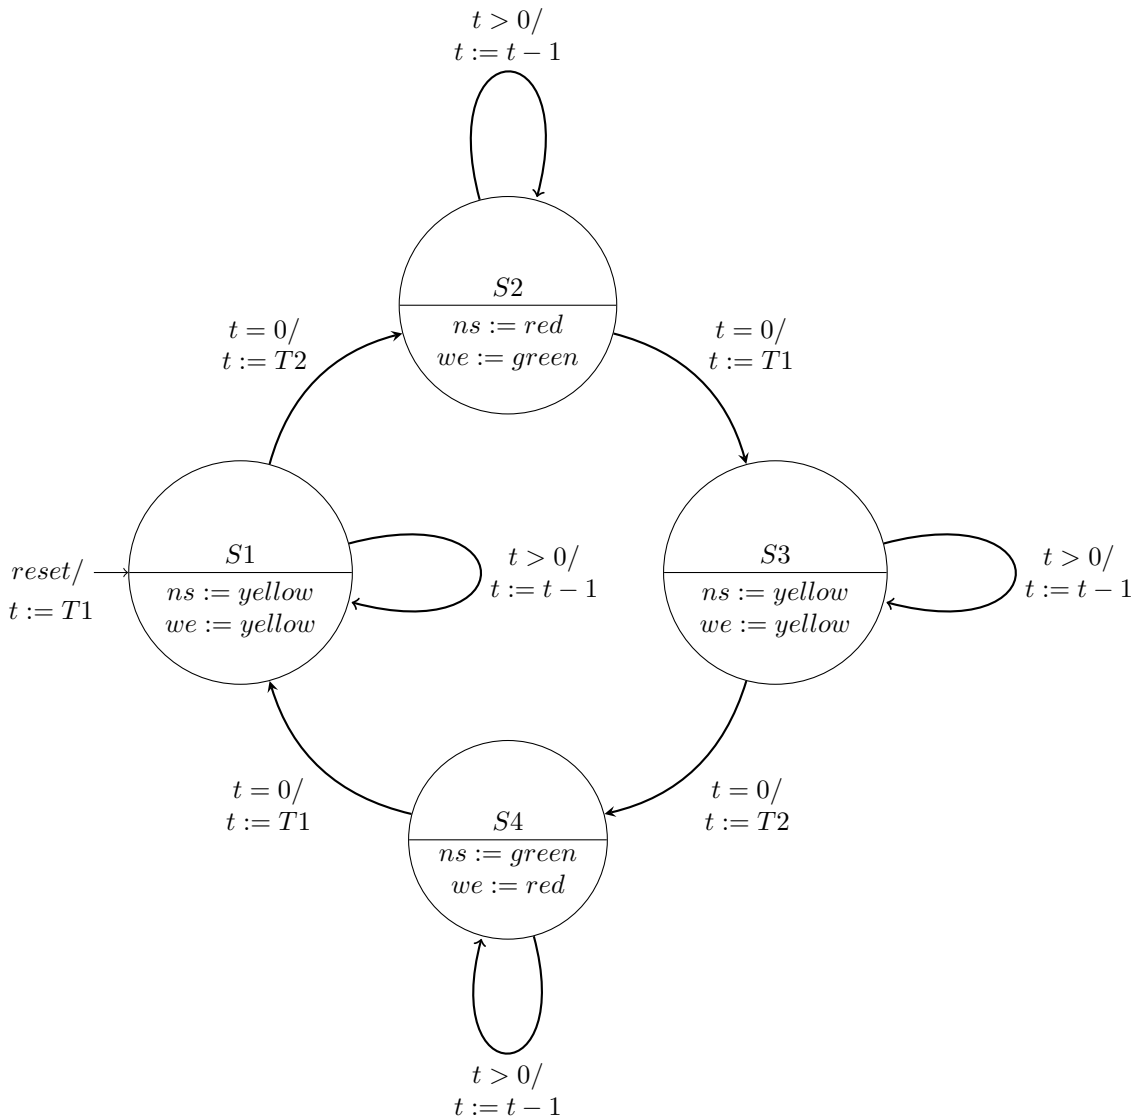 t > 0/
t := t − 1
S2
ns := red
we := green
t = 0/
t := T2
t = 0/
t := T1
reset/
t := T1
S1
ns := yellow
we := yellow
t > 0/
t := t − 1
S3
ns := yellow
we := yellow
t > 0/
t := t − 1
t = 0/
t := T1
t = 0/
t := T2
S4
ns := green
we := red
t > 0/
t := t − 1